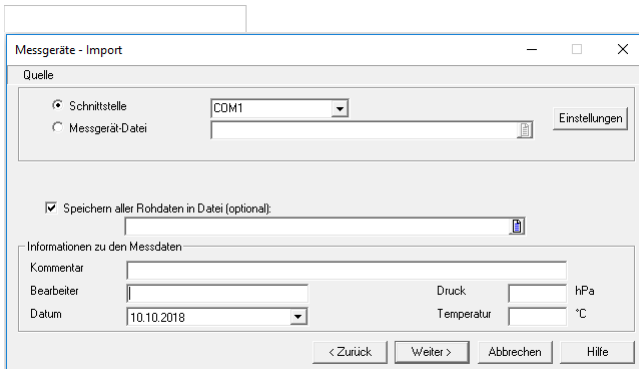 Messgeräte - Import
Quelle
Schnittstelle COM1
Messgerät-Datei Einstellungen
Speichern aller Rohdaten in Datei (optional):
Informationen zu den Messdaten
Kommentar
Bearbeiter Druck hPa
Datum 10.10.2018 Temperatur °C
< Zurück Weiter > Abbrechen Hilfe